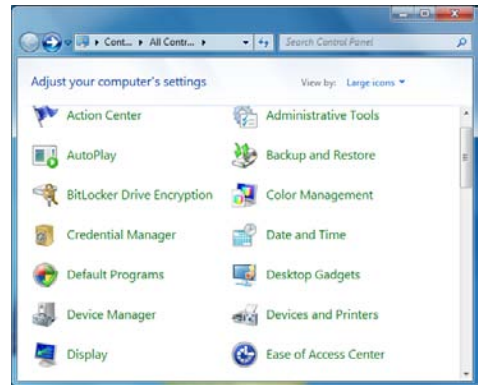 Cont... All Contr...
Search Control Panel
Adjust your computer's settings
View by: Large icons
Action Center
Administrative Tools
AutoPlay
Backup and Restore
BitLocker Drive Encryption
Color Management
Credential Manager
Date and Time
Default Programs
Desktop Gadgets
Device Manager
Devices and Printers
Display
Ease of Access Center